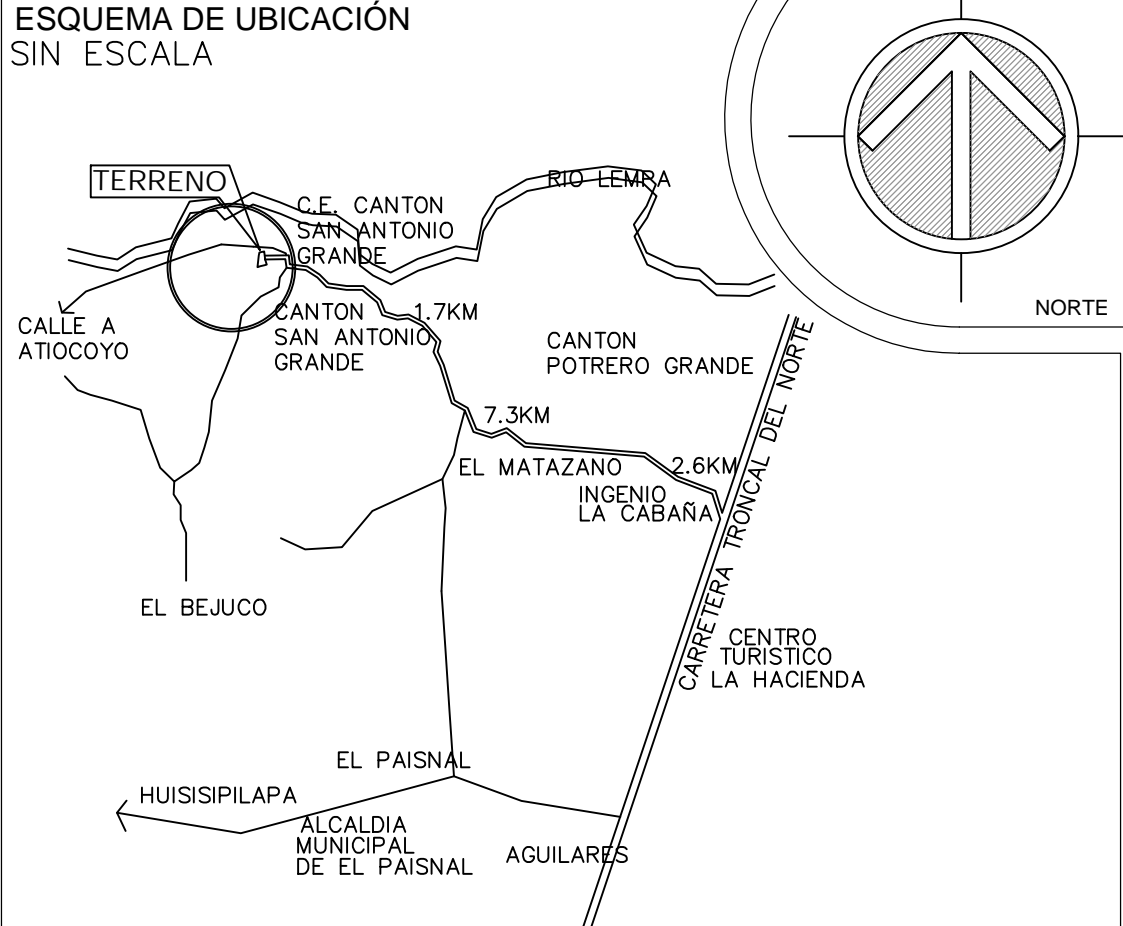 ESQUEMA DE UBICACIÓN
SIN ESCALA
NORTE
TERRENO
RIO LEMPA
C.E. CANTON
SAN ANTONIO
GRANDE
CALLE A
ATIOCOYO
CANTON
SAN ANTONIO
GRANDE
1.7KM
CANTON
POTRERO GRANDE
7.3KM
EL MATAZANO
2.6KM
INGENIO
LA CABAÑA
CARRETERA TRONCAL DEL NORTE
EL BEJUCO
CENTRO
TURISTICO
LA HACIENDA
EL PAISNAL
HUISISIPILAPA
ALCALDIA
MUNICIPAL
DE EL PAISNAL
AGUILARES